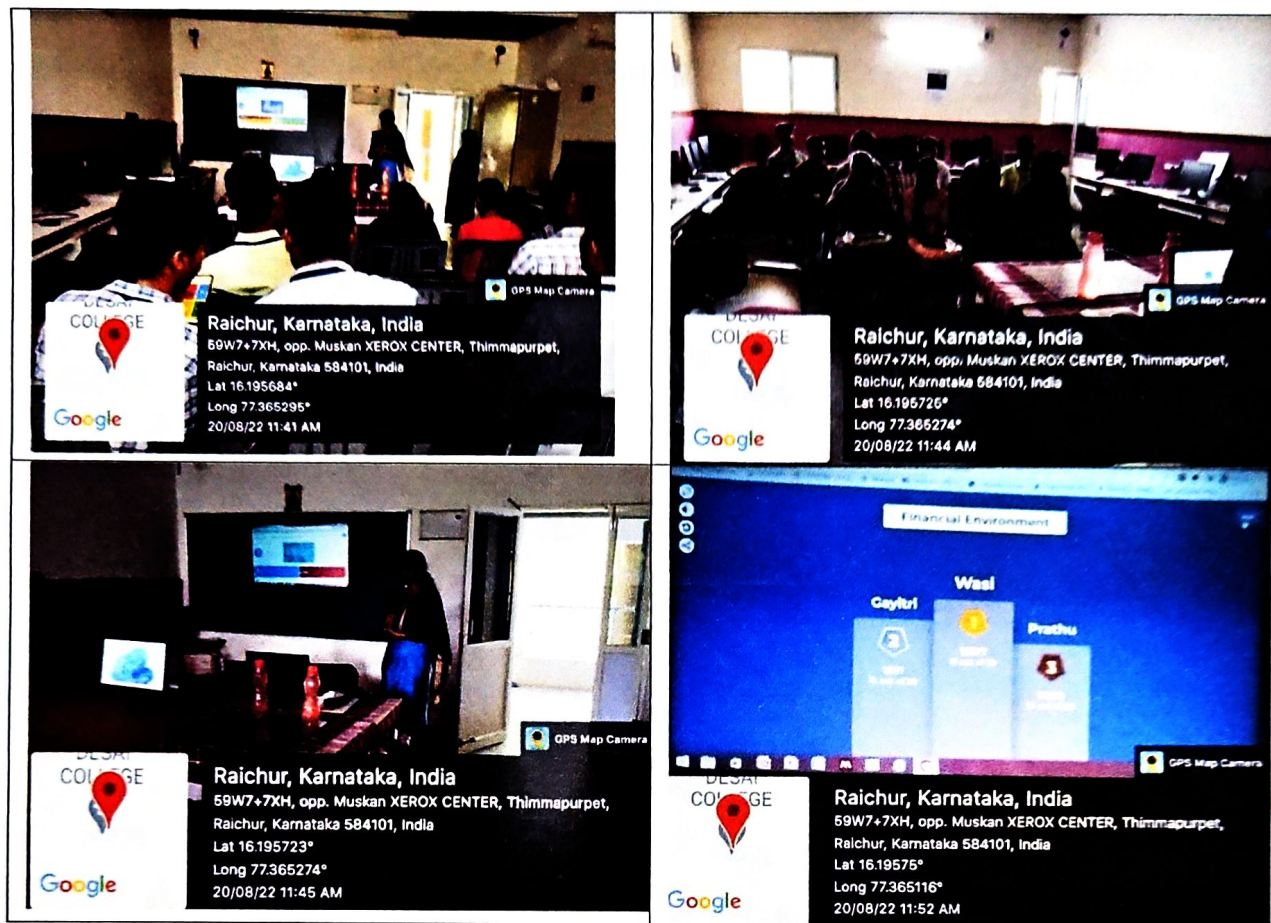 GPS Map Camera
COLLEGE
Google
Raichur, Karnataka, India
59W7+7XH, opp. Muskan XEROX CENTER, Thimmapurpet,
Raichur, Karnataka 584101, India
Lat 16.195684°
Long 77.365295°
20/08/22 11:41 AM
GPS Map Camera
DESAI
COLLEGE
Google
Raichur, Karnataka, India
59W7+7XH, opp. Muskan XEROX CENTER, Thimmapurpet,
Raichur, Karnataka 584101, India
Lat 16.195725°
Long 77.365274°
20/08/22 11:44 AM
GPS Map Camera
DESAI
COLLEGE
Google
Raichur, Karnataka, India
59W7+7XH, opp. Muskan XEROX CENTER, Thimmapurpet,
Raichur, Karnataka 584101, India
Lat 16.195723°
Long 77.365274°
20/08/22 11:45 AM
Financial Environment
Wasi
Gayitri
Prathu
1
2
3
GPS Map Camera
DESAI
COLLEGE
Google
Raichur, Karnataka, India
59W7+7XH, opp. Muskan XEROX CENTER, Thimmapurpet,
Raichur, Karnataka 584101, India
Lat 16.19575°
Long 77.365116°
20/08/22 11:52 AM